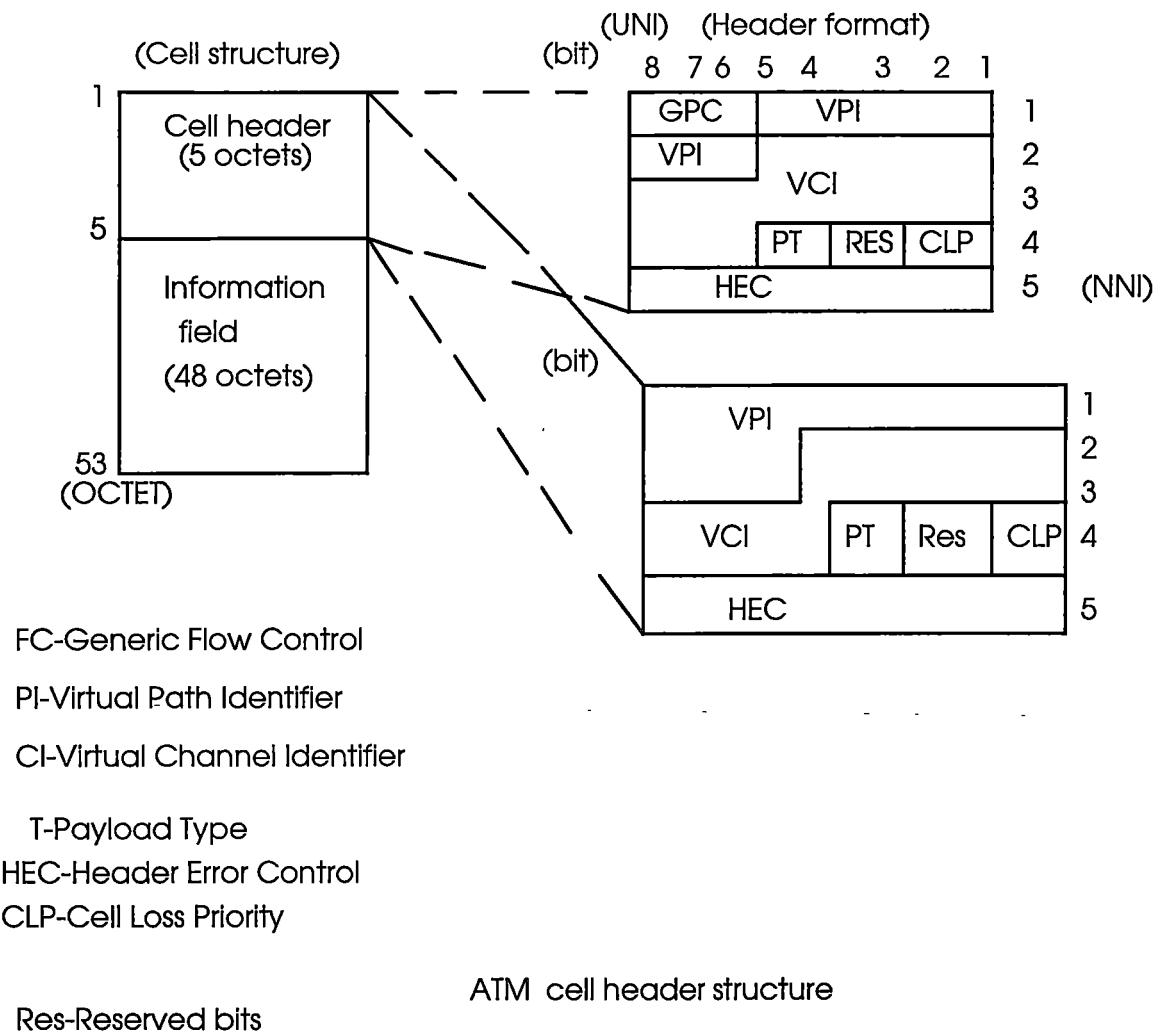 (UNI) (Header format)
(Cell structure)
(bit)
8 7 6 5 4 3 2 1
1
Cell header
(5 octets)
5
Information
field
(48 octets)
53
(OCTET)
GPC VPI 1
VPI 2
VCI
3
PT RES CLP 4
HEC 5 (NNI)
(bit)
VPI 1
2
3
VCI PT Res CLP 4
HEC 5
FC-Generic Flow Control
PI-Virtual Path Identifier
CI-Virtual Channel Identifier
T-Payload Type
HEC-Header Error Control
CLP-Cell Loss Priority
ATM cell header structure
Res-Reserved bits